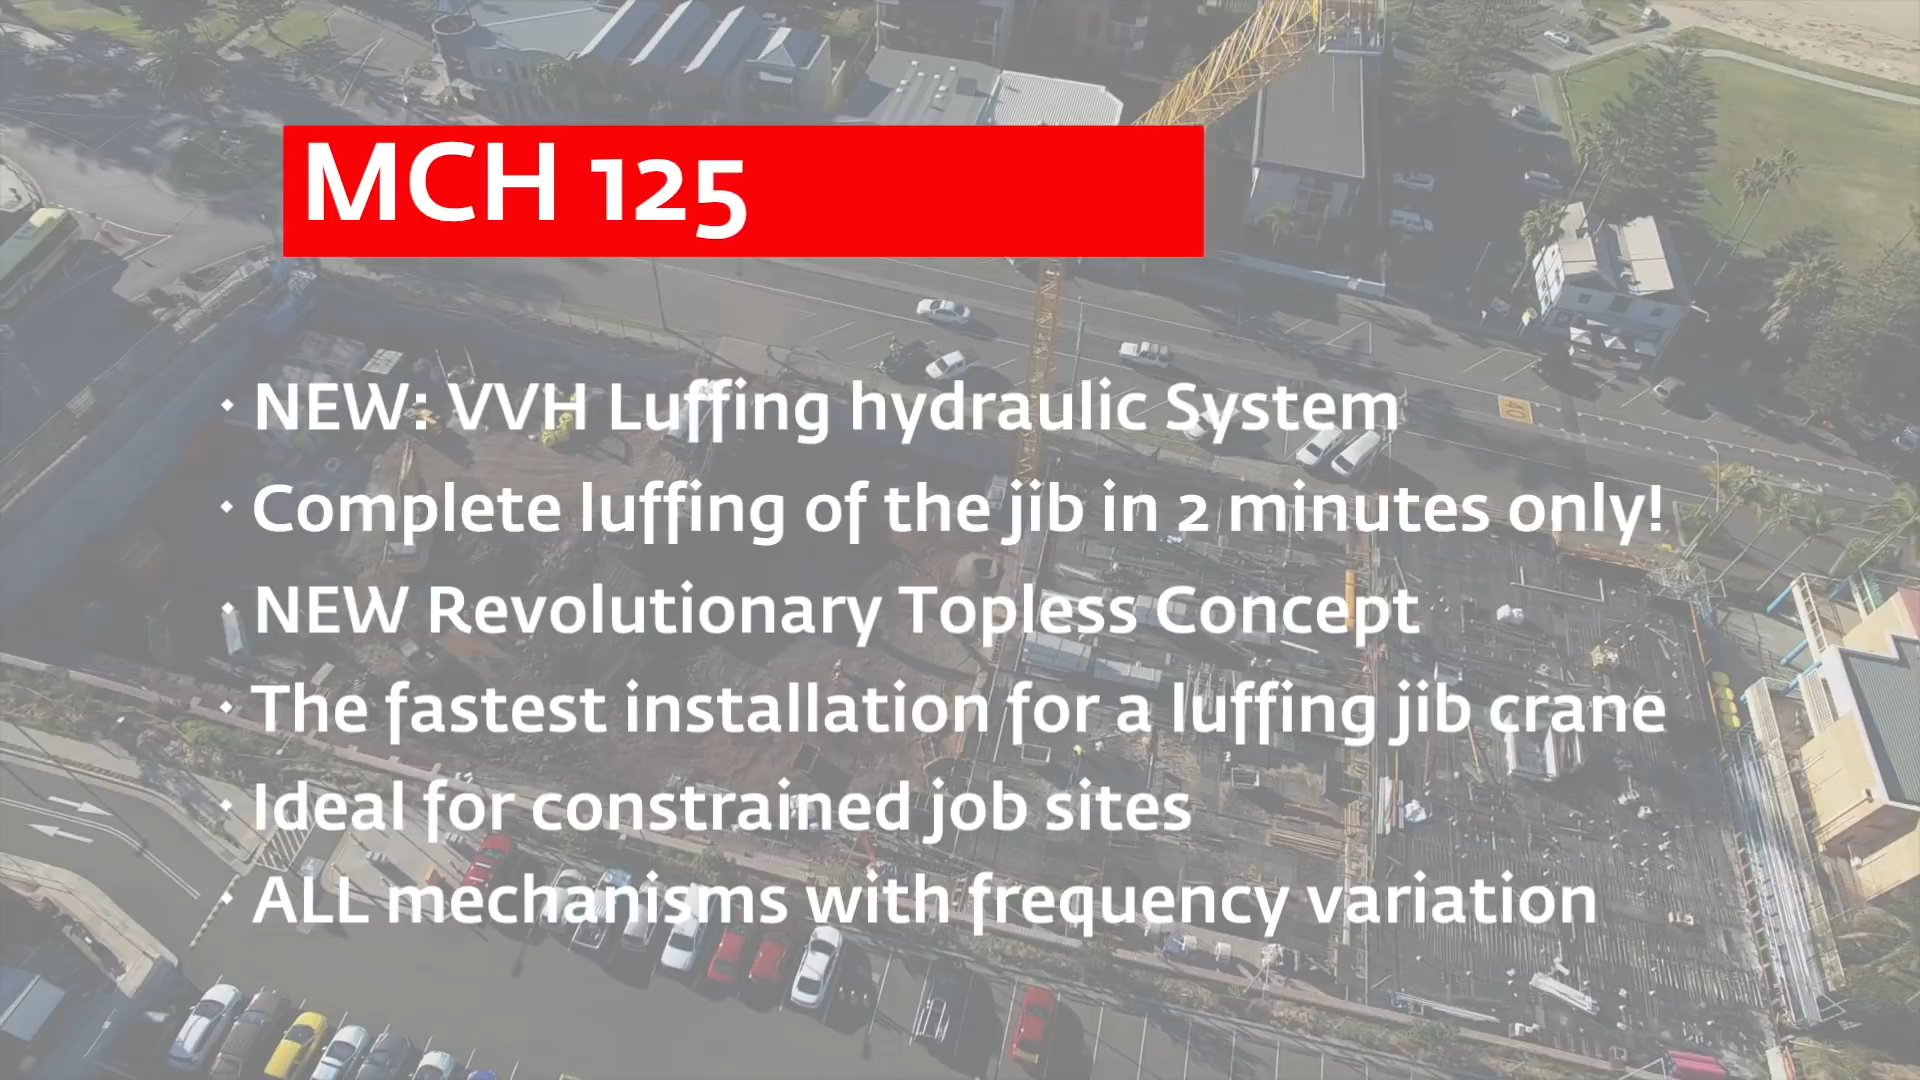 MCH 125
· NEW: VVH Luffing hydraulic System
· Complete luffing of the jib in 2 minutes only!
· NEW Revolutionary Topless Concept
· The fastest installation for a luffing jib crane
· Ideal for constrained job sites
· ALL mechanisms with frequency variation
40